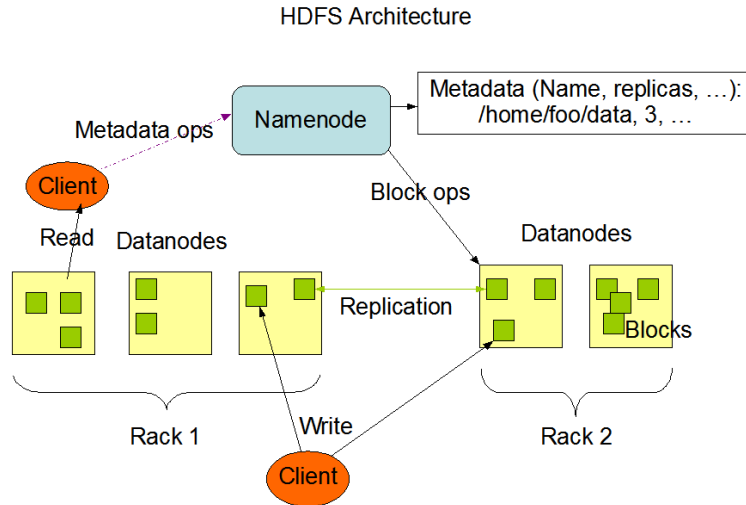 HDFS Architecture
Metadata (Name, replicas, …):
/home/foo/data, 3, …
Namenode
Metadata ops
Client
Block ops
Read
Datanodes
Datanodes
Replication
Blocks
Rack 1
Write
Rack 2
Client